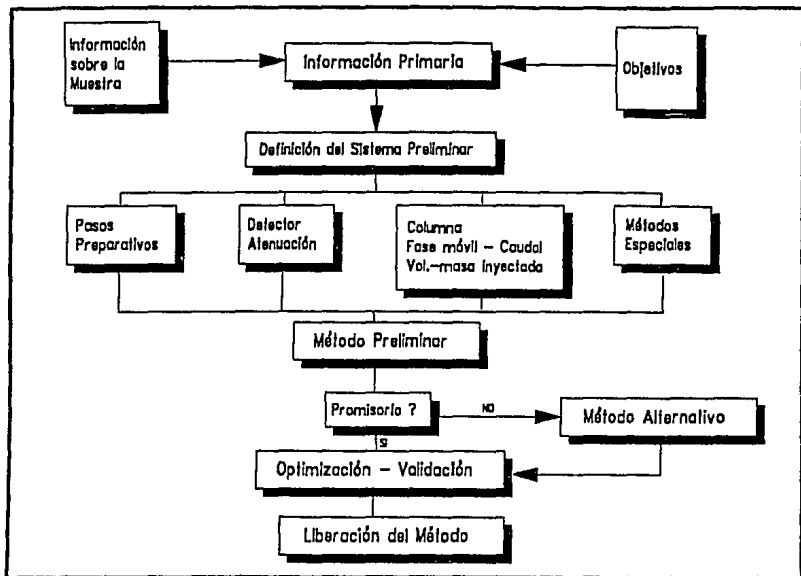 Información
sobre la
Muestra
Información Primaria
Objetivos
Definición del Sistema Preliminar
Pasos
Preparativos
Detector
Atenuación
Columna
Fase móvil – Caudal
Vol.–masa inyectada
Métodos
Especiales
Método Preliminar
Promisorio ?
NO
Método Alternativo
SI
Optimización – Validación
Liberación del Método